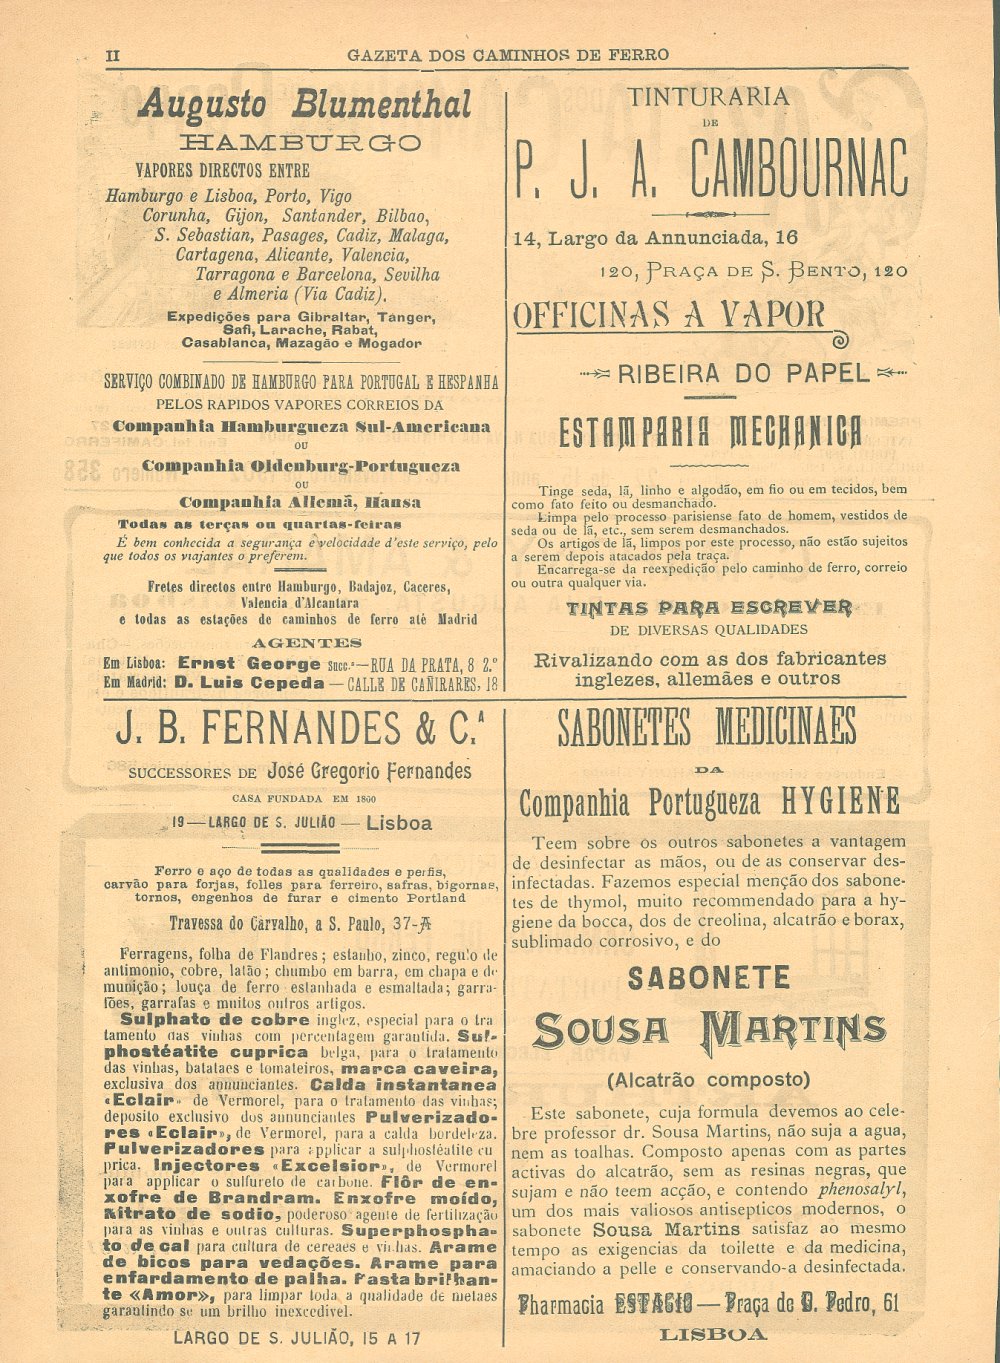 II
GAZETA DOS CAMINHOS DE FERRO
Augusto Blumenthal
HAMBURGO
VAPORES DIRECTOS ENTRE
Hamburgo e Lisboa, Porto, Vigo
Corunha, Gijon, Santander, Bilbao,
S. Sebastian, Pasages, Cadiz, Malaga,
Cartagena, Alicante, Valencia,
Tarragona e Barcelona, Sevilha
e Almeria (Via Cadiz).
Expedições para Gibraltar, Tanger,
Safi, Larache, Rabat,
Casablanca, Mazagão e Mogador
SERVIÇO COMBINADO DE HAMBURGO PARA PORTUGAL E HESPANHA
PELOS RAPIDOS VAPORES CORREIOS DA
Companhia Hamburgueza Sul-Americana
OU
Companhia Oldenburg-Portugueza
OU
Companhia Allemã, Hansa
Todas as terças ou quartas-feiras
É bem conhecida a segurança e velocidade d'este serviço, pelo
que todos os viajantes o preferem.
Fretes directos entre Hamburgo, Badajoz, Caceres,
Valencia d'Alcantara
e todas as estações de caminhos de ferro até Madrid
AGENTES
Em Lisboa: Ernst George Succ.ᵉ—RUA DA PRATA, 8 2.º
Em Madrid: D. Luis Cepeda — CALLE DE CAÑIRARES, 18
TINTURARIA
DE
P. J. A. CAMBOURNAC
14, Largo da Annunciada, 16
120, PRAÇA DE S. BENTO, 120
OFFICINAS A VAPOR
RIBEIRA DO PAPEL
ESTAMPARIA MECHANICA
Tinge seda, lã, linho e algodão, em fio ou em tecidos, bem
como fato feito ou desmanchado.
Limpa pelo processo parisiense fato de homem, vestidos de
seda ou de lã, etc., sem serem desmanchados.
Os artigos de lã, limpos por este processo, não estão sujeitos
a serem depois atacados pela traça.
Encarrega-se da reexpedição pelo caminho de ferro, correio
ou outra qualquer via.
TINTAS PARA ESCREVER
DE DIVERSAS QUALIDADES
Rivalizando com as dos fabricantes
inglezes, allemães e outros
J. B. FERNANDES & C.ᴬ
SUCCESSORES DE José Gregorio Fernandes
CASA FUNDADA EM 1860
19—LARGO DE S. JULIÃO — Lisboa
Ferro e aço de todas as qualidades e perfis,
carvão para forjas, folles para ferreiro, safras, bigornas,
tornos, engenhos de furar e cimento Portland
Travessa do Carvalho, a S. Paulo, 37-A
Ferragens, folha de Flandres; estanho, zinco, regulo de
antimonio, cobre, latão; chumbo em barra, em chapa e de
munição; louça de ferro estanhada e esmaltada; garra-
fões, garrafas e muitos outros artigos.
Sulphato de cobre inglez, especial para o tra
tamento das vinhas com percentagem garantida. Sul-
phostéatite cuprica belga, para o tratamento
das vinhas, bataaes e tomateiros, marca caveira,
exclusiva dos annunciantes. Calda instantanea
«Eclair» de Vermorel, para o tratamento das vinhas;
deposito exclusivo dos annunciantes Pulverizado-
res «Eclair», de Vermorel, para a calda bordeleza.
Pulverizadores para applicar a sulphostéatite cu
prica. Injectores «Excelsior», de Vermorel
para applicar o sulfureto de carbone. Flôr de en-
xofre de Brandram. Enxofre moído,
Nitrato de sodio, poderoso agente de fertilização
para as vinhas e outras culturas. Superphospha-
to de cal para cultura de cereaes e vinhas. Arame
de bicos para vedações. Arame para
enfardamento de palha. Pasta brilhan-
te «Amor», para limpar toda a qualidade de metaes
garantindo se um brilho inexcedivel.
LARGO DE S. JULIÃO, 15 A 17
SABONETES MEDICINAES
DA
Companhia Portugueza HYGIENE
Teem sobre os outros sabonetes a vantagem
de desinfectar as mãos, ou de as conservar des-
infectadas. Fazemos especial menção dos sabone-
tes de thymol, muito recommendado para a hy-
giene da bocca, dos de creolina, alcatrão e borax,
sublimado corrosivo, e do
SABONETE
SOUSA MARTINS
(Alcatrão composto)
Este sabonete, cuja formula devemos ao cele-
bre professor dr. Sousa Martins, não suja a agua,
nem as toalhas. Composto apenas com as partes
activas do alcatrão, sem as resinas negras, que
sujam e não teem acção, e contendo phenosalyl,
um dos mais valiosos antisepticos modernos, o
sabonete Sousa Martins satisfaz ao mesmo
tempo as exigencias da toilette e da medicina,
amaciando a pelle e conservando-a desinfectada.
Pharmacia ESTACIO — Praça de D. Pedro, 61
LISBOA